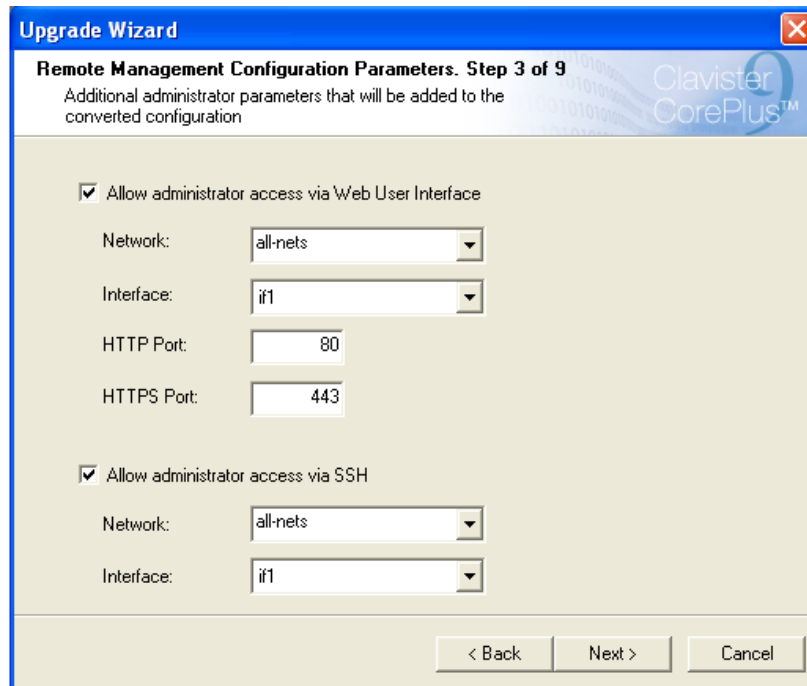 Upgrade Wizard
Remote Management Configuration Parameters. Step 3 of 9
Additional administrator parameters that will be added to the
converted configuration
Clavister
CorePlus™
9
Allow administrator access via Web User Interface
Network:
all-nets
Interface:
if1
HTTP Port:
80
HTTPS Port:
443
Allow administrator access via SSH
Network:
all-nets
Interface:
if1
< Back
Next >
Cancel